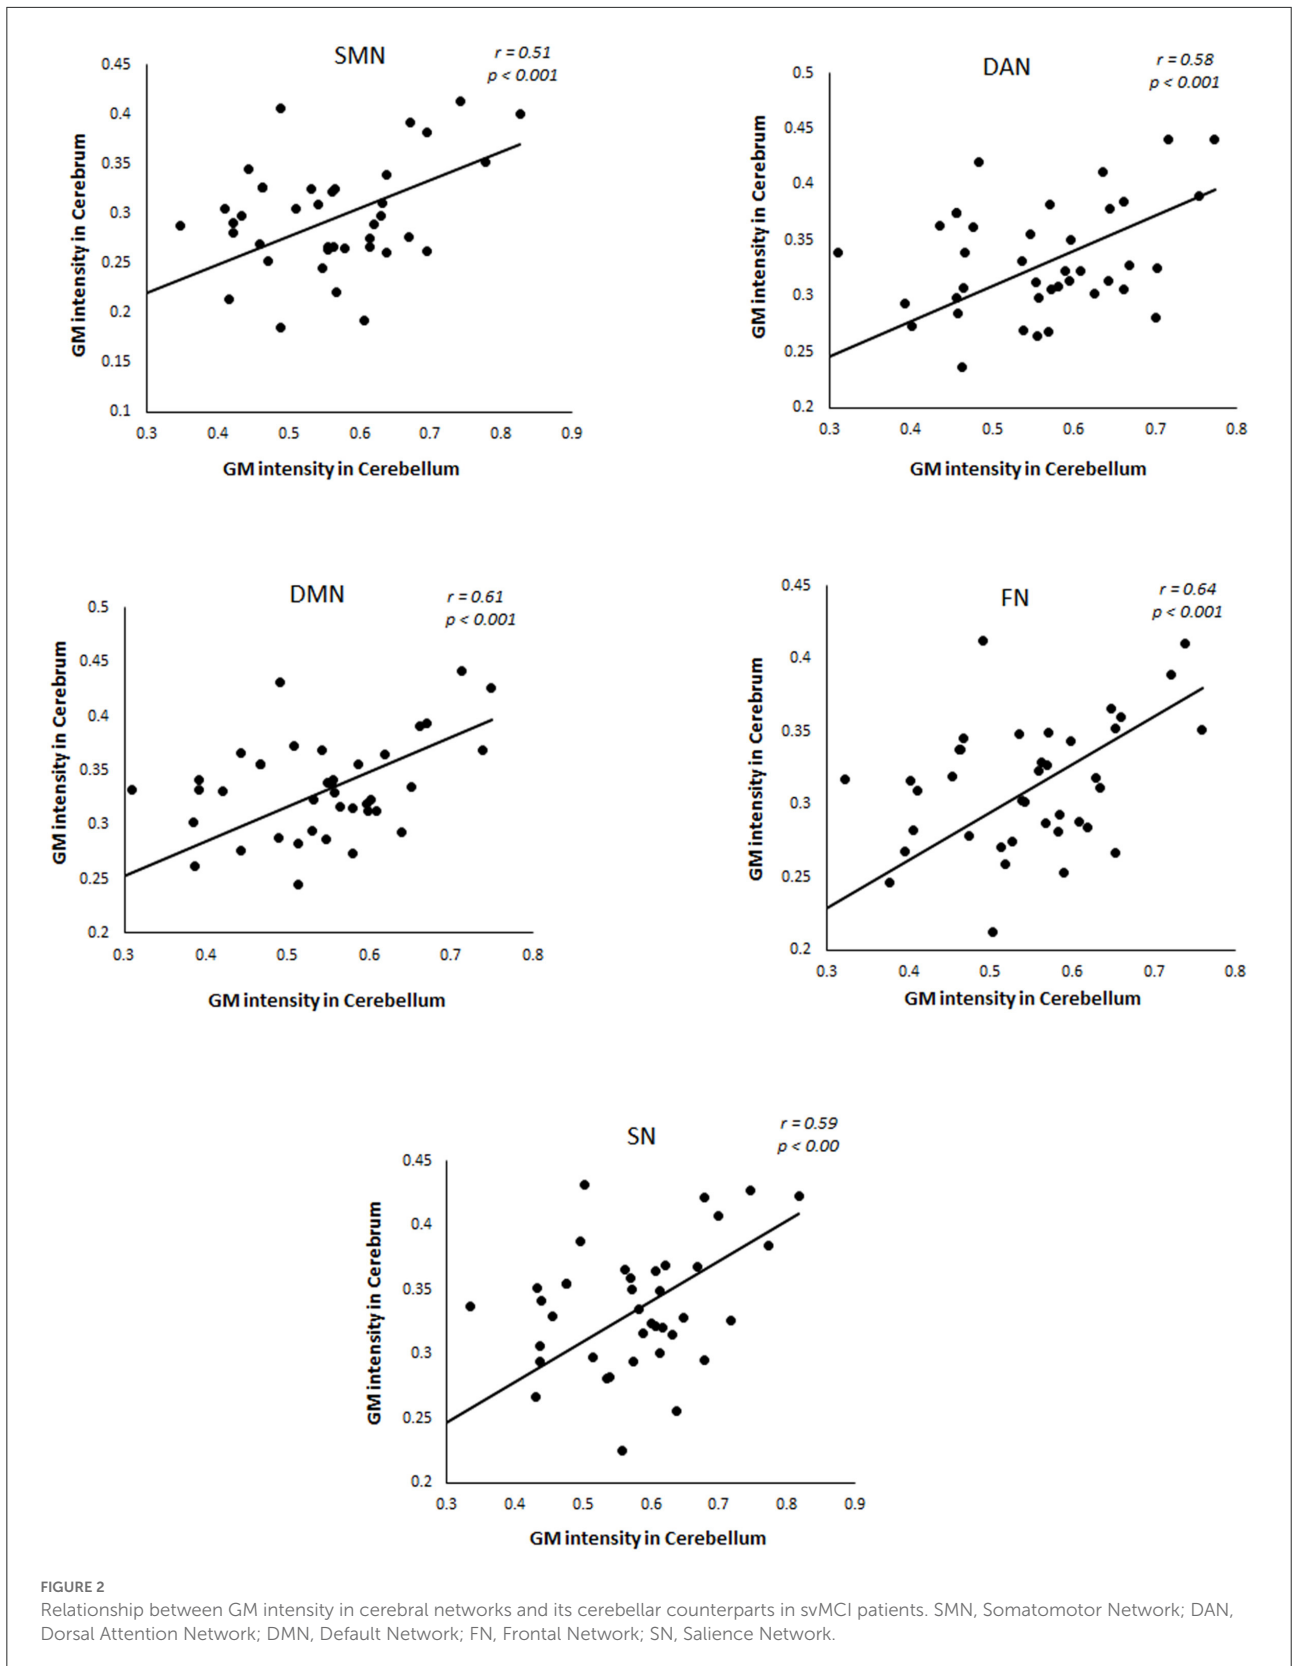 SMN
r = 0.51
p < 0.001
0.45
0.4
0.35
0.3
0.25
0.2
0.15
0.1
GM intensity in Cerebrum
0.3 0.4 0.5 0.6 0.7 0.8 0.9
GM intensity in Cerebellum
DAN
r = 0.58
p < 0.001
0.5
0.45
0.4
0.35
0.3
0.25
0.2
GM intensity in Cerebrum
0.3 0.4 0.5 0.6 0.7 0.8
GM intensity in Cerebellum
DMN
r = 0.61
p < 0.001
0.5
0.45
0.4
0.35
0.3
0.25
0.2
GM intensity in Cerebrum
0.3 0.4 0.5 0.6 0.7 0.8
GM intensity in Cerebellum
FN
r = 0.64
p < 0.001
0.45
0.4
0.35
0.3
0.25
0.2
GM intensity in Cerebrum
0.3 0.4 0.5 0.6 0.7 0.8
GM intensity in Cerebellum
SN
r = 0.59
p < 0.00
0.45
0.4
0.35
0.3
0.25
0.2
GM intensity in Cerebrum
0.3 0.4 0.5 0.6 0.7 0.8 0.9
GM intensity in Cerebellum
FIGURE 2
Relationship between GM intensity in cerebral networks and its cerebellar counterparts in svMCI patients. SMN, Somatomotor Network; DAN,
Dorsal Attention Network; DMN, Default Network; FN, Frontal Network; SN, Salience Network.